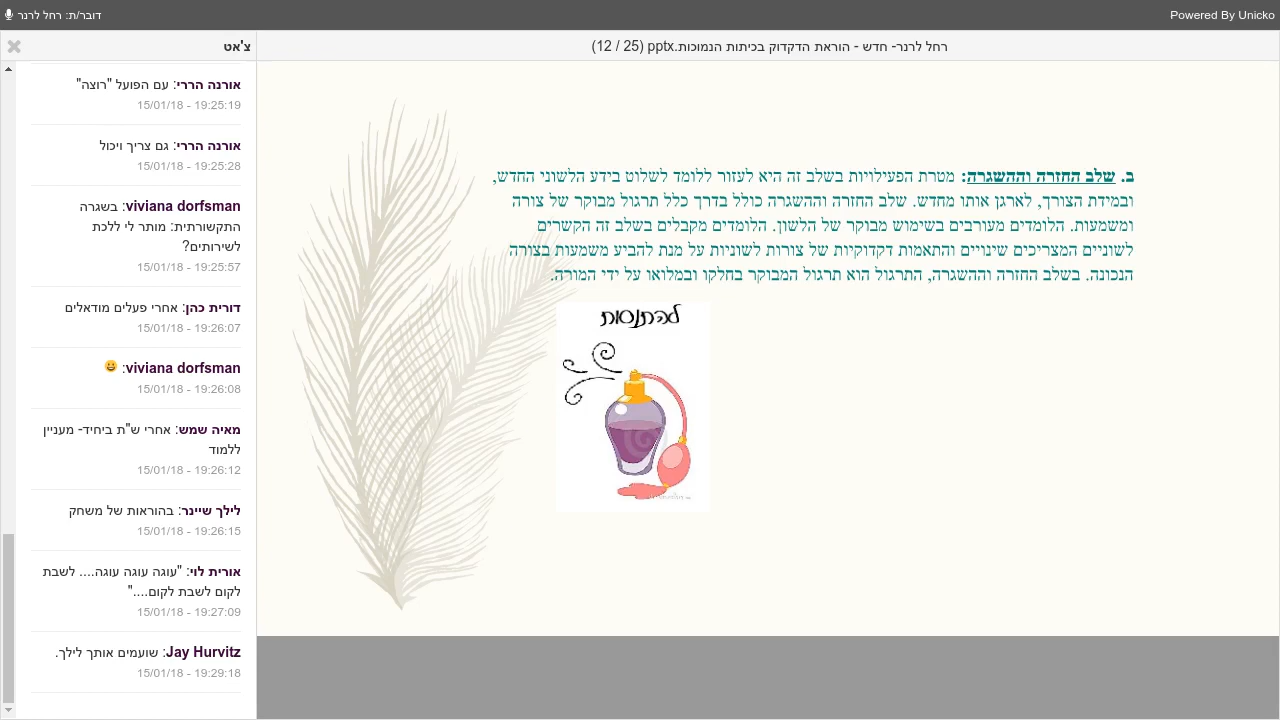 דובר/ת: רחל לרנר
Powered By Unicko
צ'אט
רחל לרנר- חדש - הוראת הדקדוק בכיתות הנמוכות.pptx (12 / 25)
אורנה הררי: עם הפועל "רוצה"
15/01/18 - 19:25:19
אורנה הררי: גם צריך ויכול
15/01/18 - 19:25:28
viviana dorfsman: בשגרה
התקשורתית: מותר לי ללכת
לשירותים?
15/01/18 - 19:25:57
דורית כהן: אחרי פעלים מודאלים
15/01/18 - 19:26:07
viviana dorfsman: 😀
15/01/18 - 19:26:08
מאיה שמש: אחרי ש"ת ביחיד- מעניין
ללמוד
15/01/18 - 19:26:12
לילך שיינר: בהוראות של משחק
15/01/18 - 19:26:15
אורית לוי: "עוגה עוגה עוגה.... לשבת
לקום לשבת לקום...."
15/01/18 - 19:27:09
Jay Hurvitz: שועמים אותך לילך.
15/01/18 - 19:29:18
ב. שלב החזרה וההשגרה: מטרת הפעילויות בשלב זה היא לעזור ללומד לשלוט בידע הלשוני החדש,
ובמידת הצורך, לארגן אותו מחדש. שלב החזרה וההשגרה כולל בדרך כלל תרגול מבוקר של צורה
ומשמעות. הלומדים מעורבים בשימוש מבוקר של הלשון. הלומדים מקבלים בשלב זה הקשרים
לשוניים המצריכים שינויים והתאמות דקדוקיות של צורות לשוניות על מנת להביע משמעות בצורה
הנכונה. בשלב החזרה וההשגרה, התרגול הוא תרגול המבוקר בחלקו ובמלואו על ידי המורה.
להתנסות